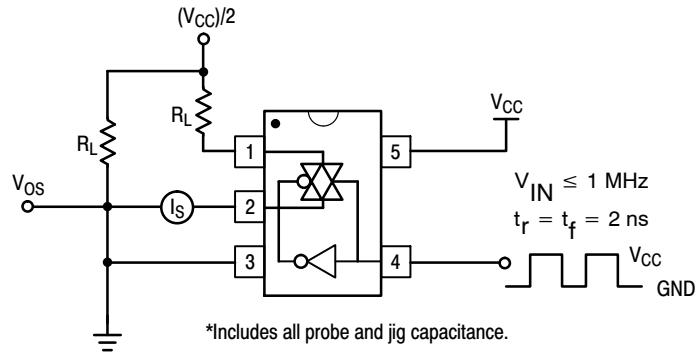 (V_CC)/2
R_L
R_L
V_CC
1
5
V_OS
I_S
2
V_IN ≤ 1 MHz
t_r = t_f = 2 ns
3
4
V_CC
GND
*Includes all probe and jig capacitance.